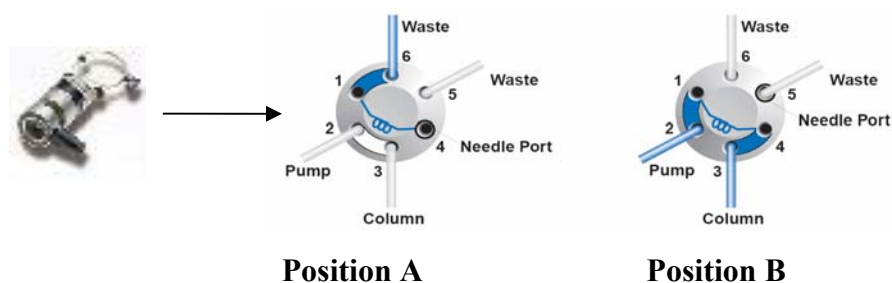 Waste
6
1
Waste
5
2
4
Needle Port
Pump
3
Column
Position A
Waste
6
1
Waste
5
Needle Port
2
4
Pump
3
Column
Position B